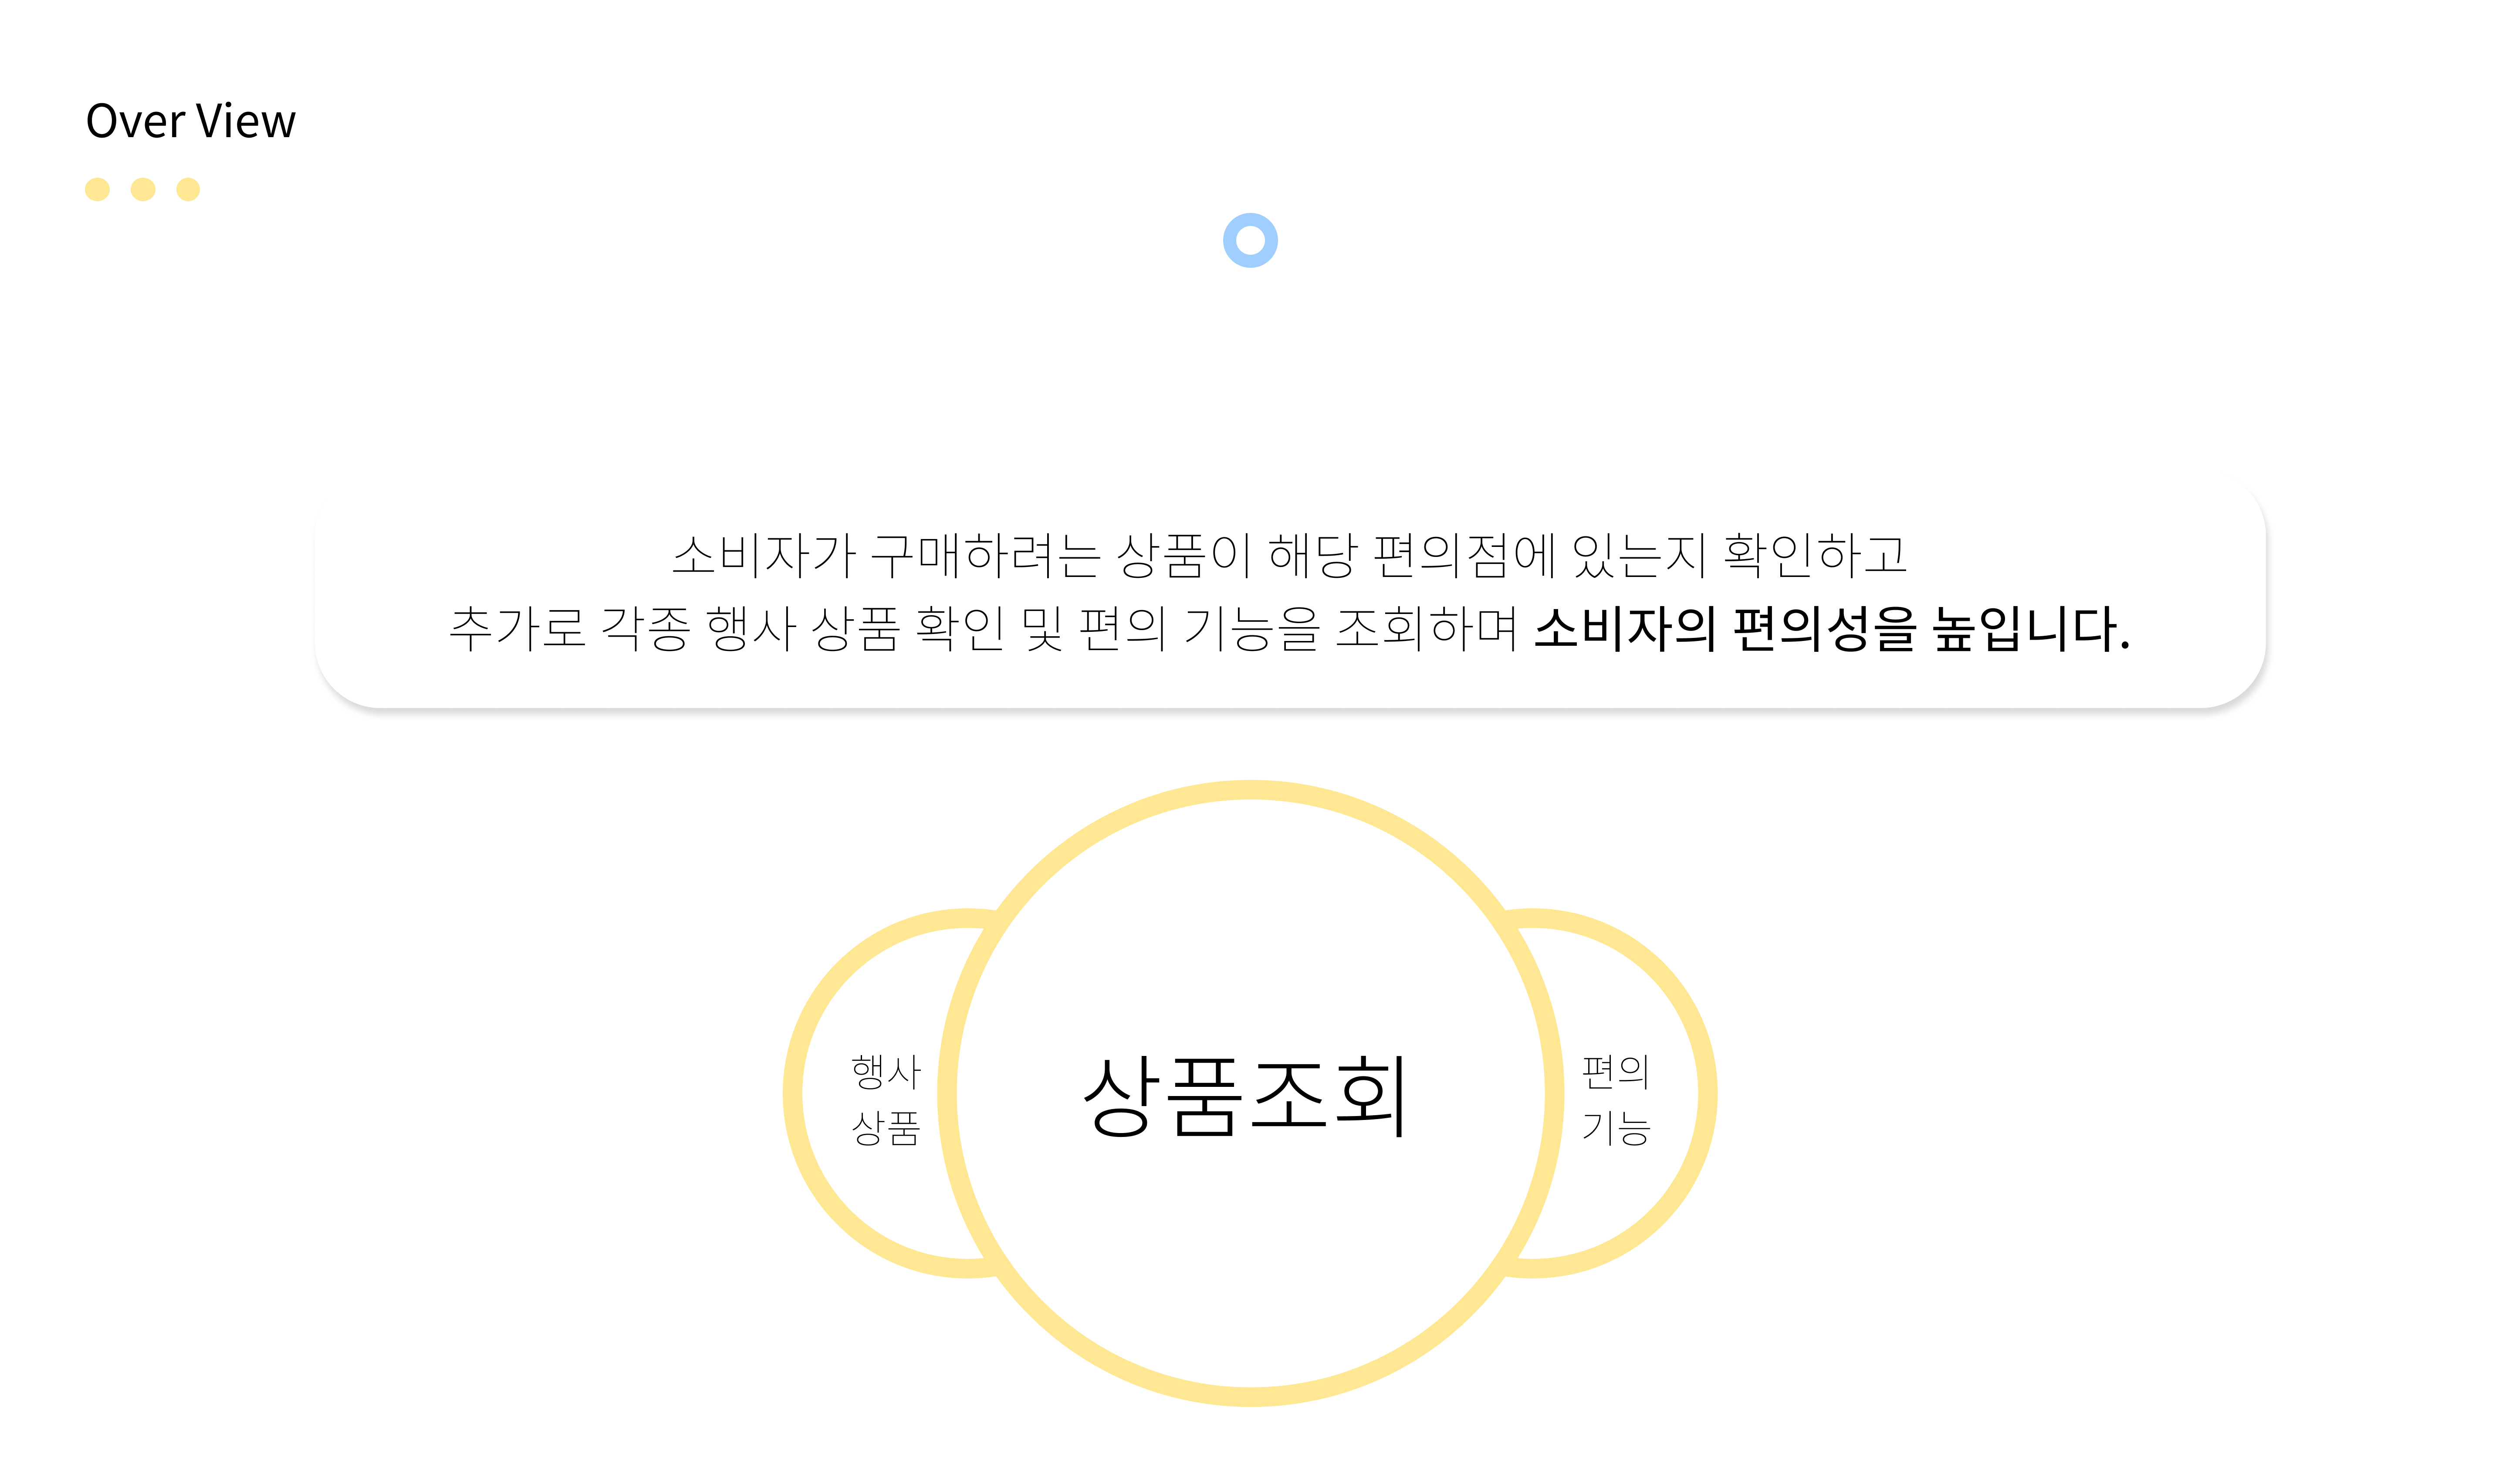 Over View
소비자가 구매하려는 상품이 해당 편의점에 있는지 확인하고
추가로 각종 행사 상품 확인 및 편의 기능을 조회하며 소비자의 편의성을 높입니다.
행사
상품
상품조회
편의
기능